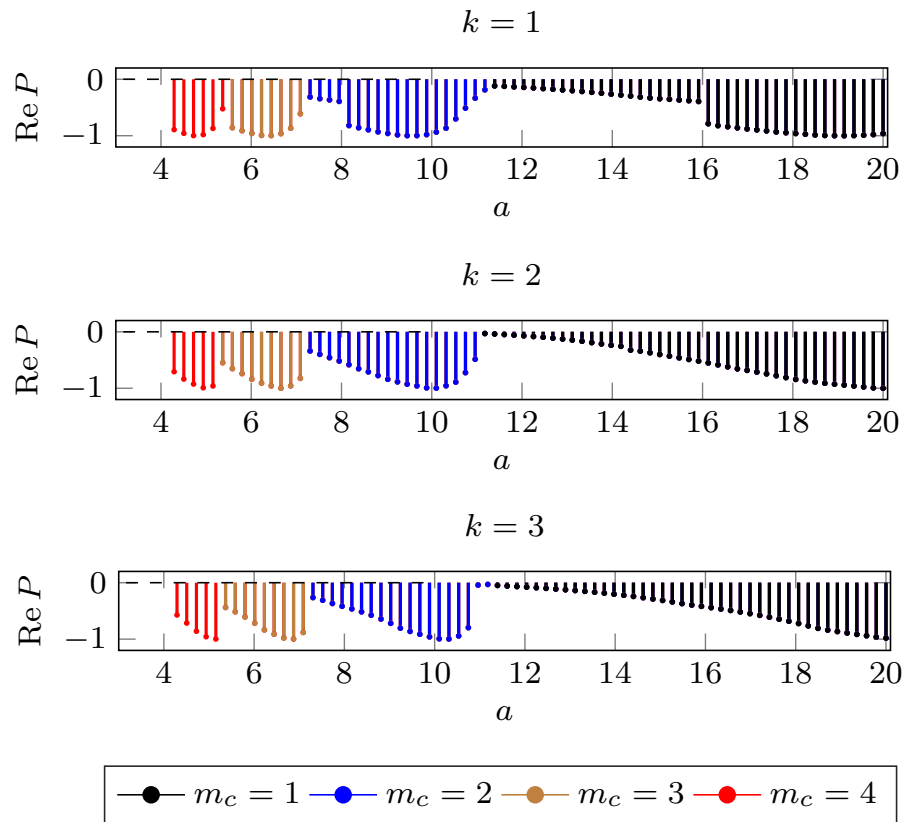 k = 1
Re P
0
−1
4 6 8 10 12 14 16 18 20
a
k = 2
Re P
0
−1
4 6 8 10 12 14 16 18 20
a
k = 3
Re P
0
−1
4 6 8 10 12 14 16 18 20
a
m_c = 1 m_c = 2 m_c = 3 m_c = 4